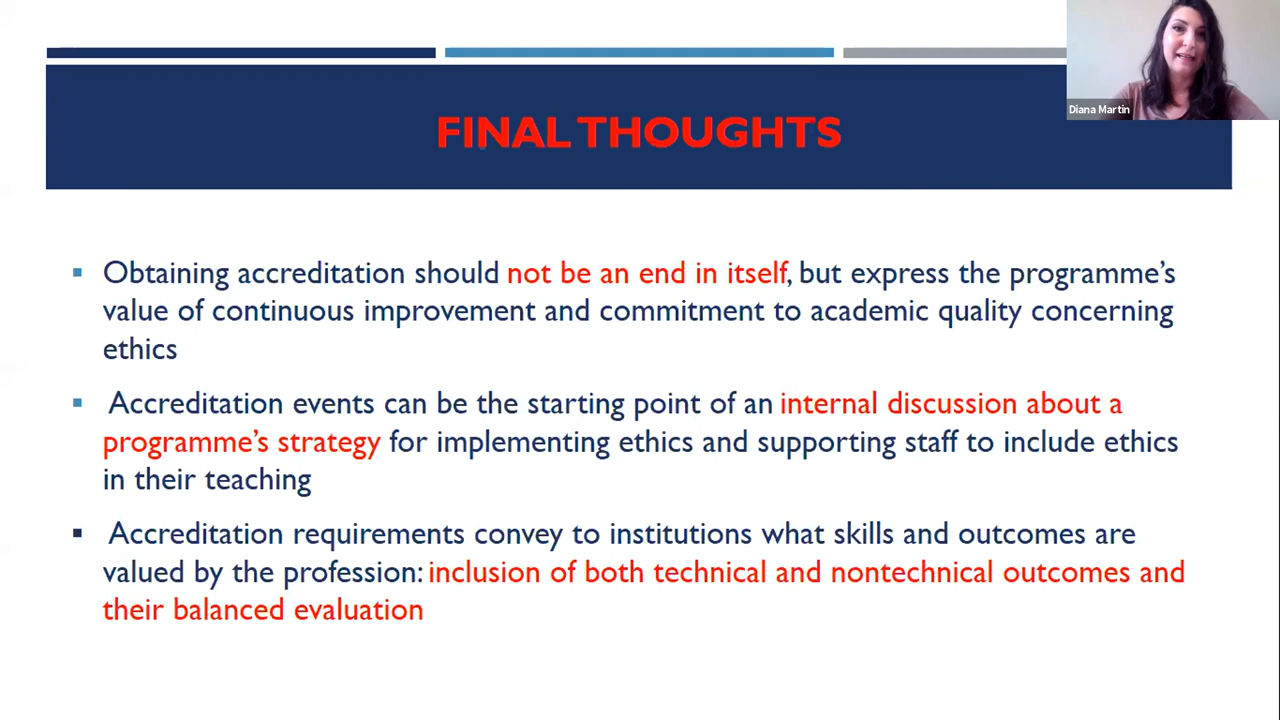 Diana Martin
FINAL THOUGHTS
Obtaining accreditation should not be an end in itself, but express the programme's
value of continuous improvement and commitment to academic quality concerning
ethics
Accreditation events can be the starting point of an internal discussion about a
programme's strategy for implementing ethics and supporting staff to include ethics
in their teaching
Accreditation requirements convey to institutions what skills and outcomes are
valued by the profession: inclusion of both technical and nontechnical outcomes and
their balanced evaluation